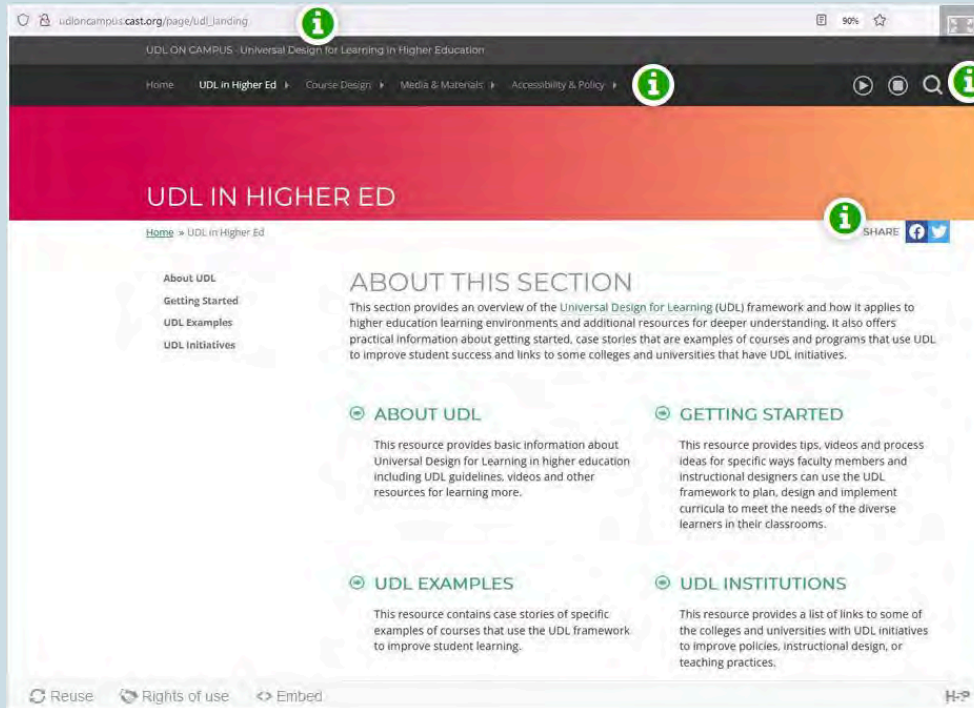 udloncampus.cast.org/page/udl_landing
90%
UDL ON CAMPUS · Universal Design for Learning in Higher Education
Home UDL in Higher Ed Course Design Media & Materials Accessibility & Policy
UDL IN HIGHER ED
Home » UDL in Higher Ed
SHARE
About UDL
Getting Started
UDL Examples
UDL Initiatives
ABOUT THIS SECTION
This section provides an overview of the Universal Design for Learning (UDL) framework and how it applies to
higher education learning environments and additional resources for deeper understanding. It also offers
practical information about getting started, case stories that are examples of courses and programs that use UDL
to improve student success and links to some colleges and universities that have UDL initiatives.
ABOUT UDL
This resource provides basic information about
Universal Design for Learning in higher education
including UDL guidelines, videos and other
resources for learning more.
GETTING STARTED
This resource provides tips, videos and process
ideas for specific ways faculty members and
instructional designers can use the UDL
framework to plan, design and implement
curricula to meet the needs of the diverse
learners in their classrooms.
UDL EXAMPLES
This resource contains case stories of specific
examples of courses that use the UDL framework
to improve student learning.
UDL INSTITUTIONS
This resource provides a list of links to some of
the colleges and universities with UDL initiatives
to improve policies, instructional design, or
teaching practices.
Reuse Rights of use <> Embed
H5P